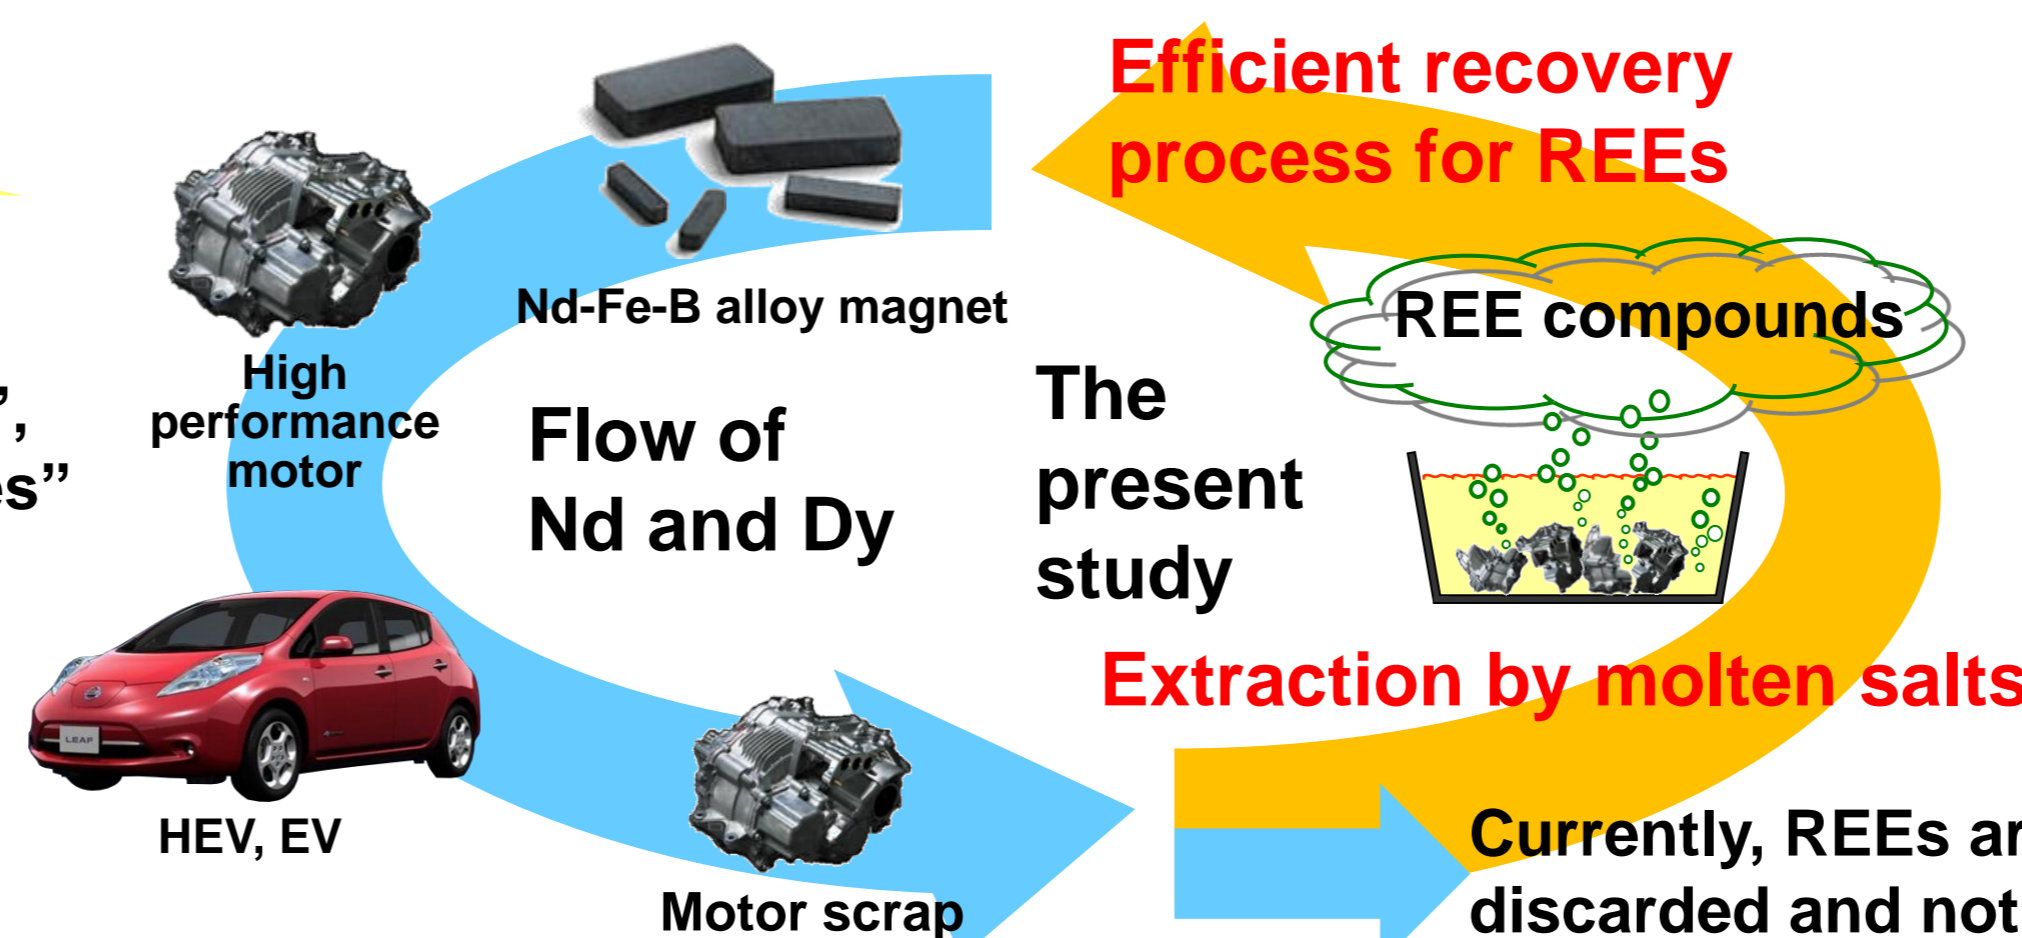 Efficient recovery
process for REEs
REE compounds
Nd-Fe-B alloy magnet
High
performance
motor
Flow of
Nd and Dy
The
present
study
Extraction by molten salts
HEV, EV
LEAF
Motor scrap
Currently, REEs
discarded and not